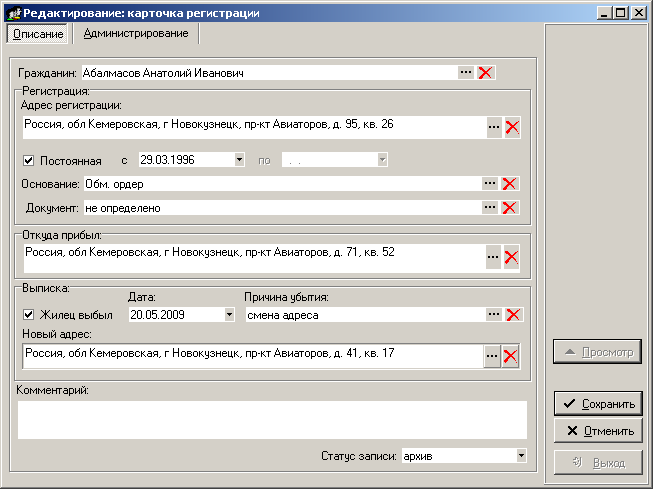 Редактирование: карточка регистрации
Описание Администрирование
Гражданин: Абалмасов Анатолий Иванович ...
Регистрация:
Адрес регистрации:
Россия, обл Кемеровская, г Новокузнецк, пр-кт Авиаторов, д. 95, кв. 26 ...
Постоянная с 29.03.1996 по . .
Основание: Обм. ордер ...
Документ: не определено ...
Откуда прибыл:
Россия, обл Кемеровская, г Новокузнецк, пр-кт Авиаторов, д. 71, кв. 52 ...
Выписка:
Дата: Причина убытия:
Жилец выбыл 20.05.2009 смена адреса ...
Новый адрес:
Россия, обл Кемеровская, г Новокузнецк, пр-кт Авиаторов, д. 41, кв. 17 ...
Комментарий:
Статус записи: архив
Просмотр
Сохранить
Отменить
Выход